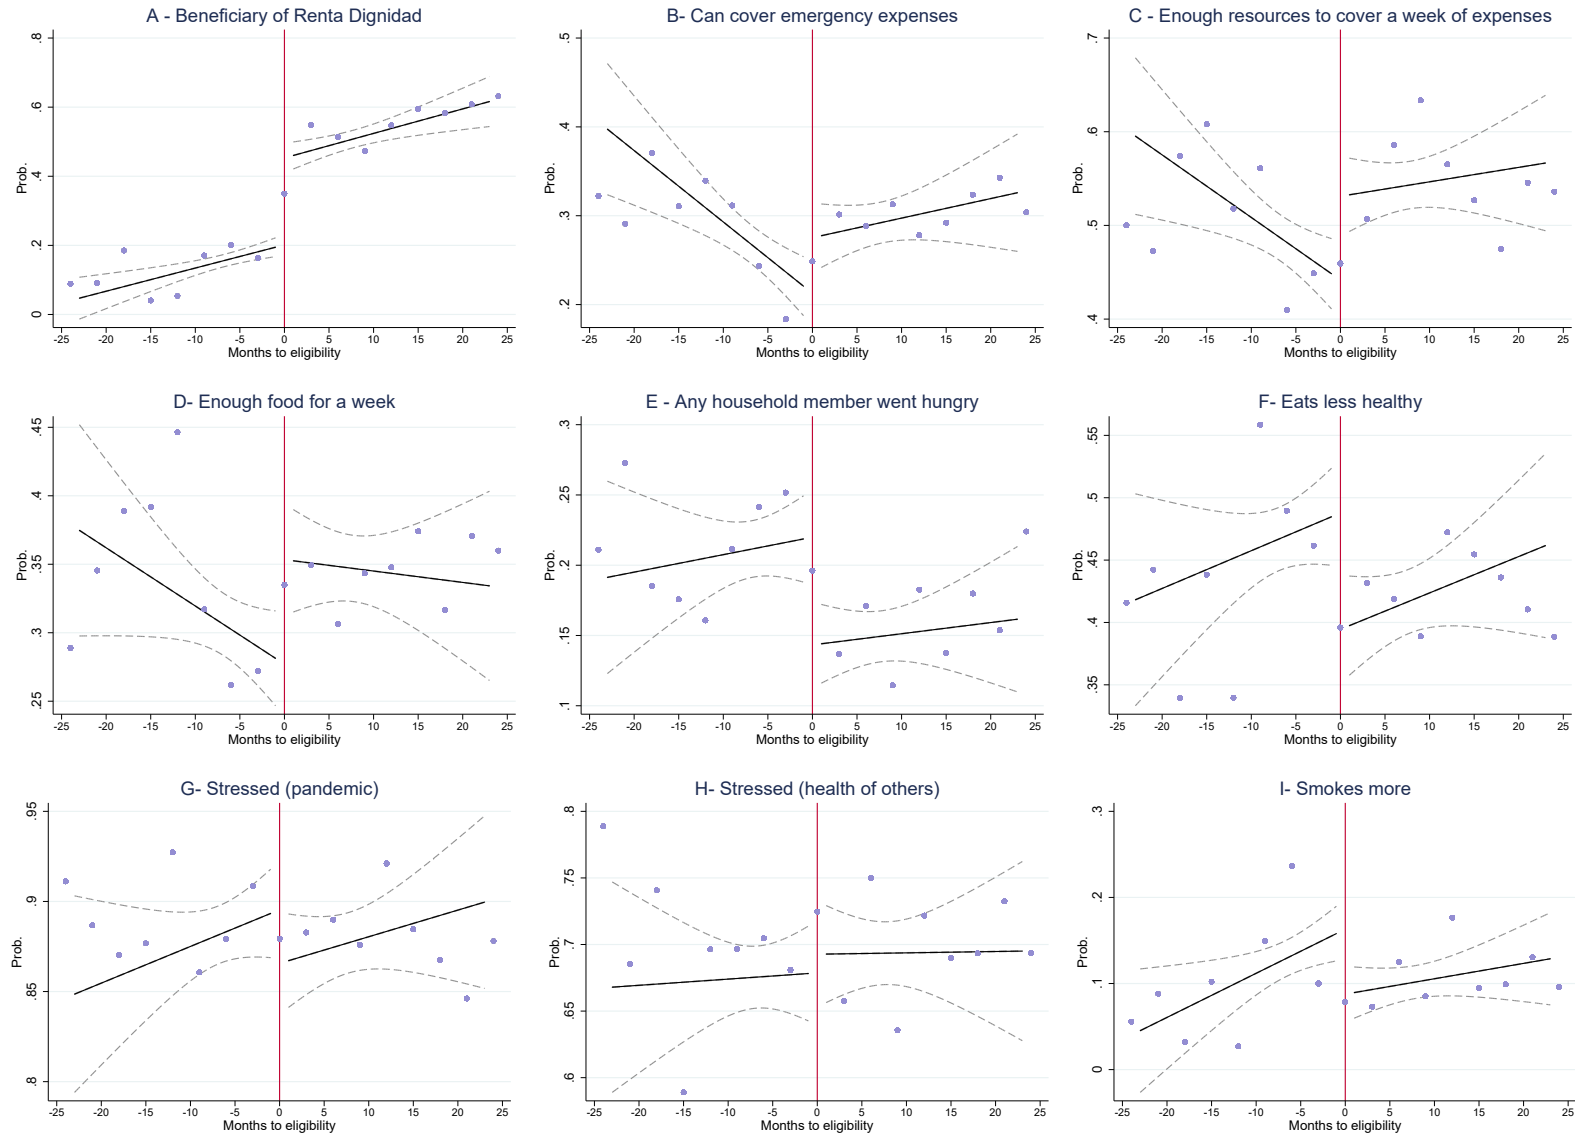 A - Beneficiary of Renta Dignidad
.8
.6
.4
.2
0
Prob.
-25 -20 -15 -10 -5 0 5 10 15 20 25
Months to eligibility
B- Can cover emergency expenses
.5
.4
.3
.2
Prob.
-25 -20 -15 -10 -5 0 5 10 15 20 25
Months to eligibility
C - Enough resources to cover a week of expenses
.7
.6
.5
.4
Prob.
-25 -20 -15 -10 -5 0 5 10 15 20 25
Months to eligibility
D- Enough food for a week
.45
.4
.35
.3
.25
Prob.
-25 -20 -15 -10 -5 0 5 10 15 20 25
Months to eligibility
E - Any household member went hungry
.3
.25
.2
.15
.1
Prob.
-25 -20 -15 -10 -5 0 5 10 15 20 25
Months to eligibility
F- Eats less healthy
.55
.5
.45
.4
.35
Prob.
-25 -20 -15 -10 -5 0 5 10 15 20 25
Months to eligibility
G- Stressed (pandemic)
.95
.9
.85
.8
Prob.
-25 -20 -15 -10 -5 0 5 10 15 20 25
Months to eligibility
H- Stressed (health of others)
.8
.75
.7
.65
.6
Prob.
-25 -20 -15 -10 -5 0 5 10 15 20 25
Months to eligibility
I- Smokes more
.3
.2
.1
0
Prob.
-25 -20 -15 -10 -5 0 5 10 15 20 25
Months to eligibility